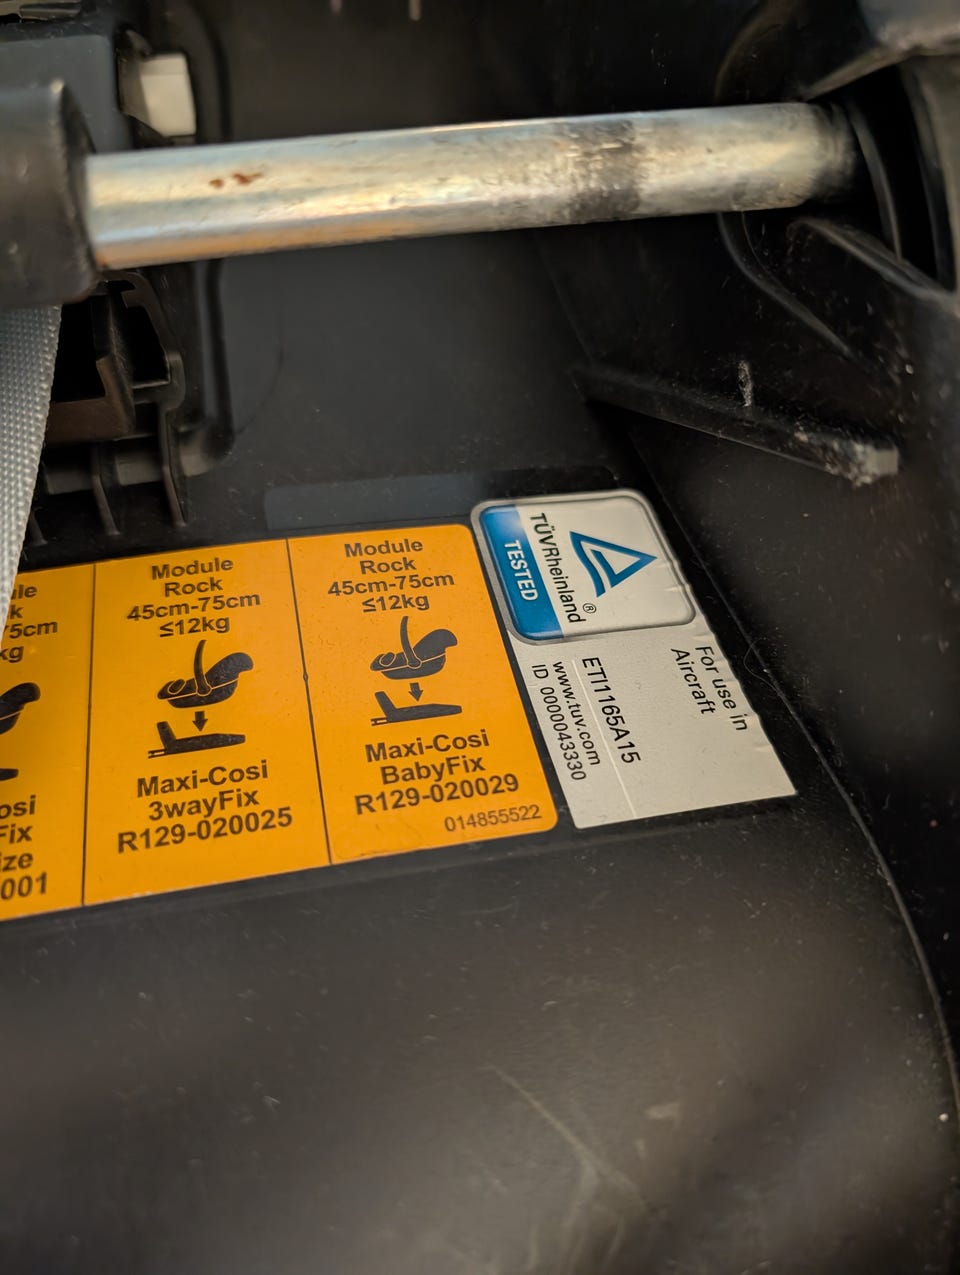 Module
Rock
45cm-75cm
≤12kg
Maxi-Cosi
3wayFix
R129-020025
Module
Rock
45cm-75cm
≤12kg
Maxi-Cosi
BabyFix
R129-020029
014855522
TÜVRheinland®
TESTED
For use in
Aircraft
ETI1165A15
www.tuv.com
ID 0000043330